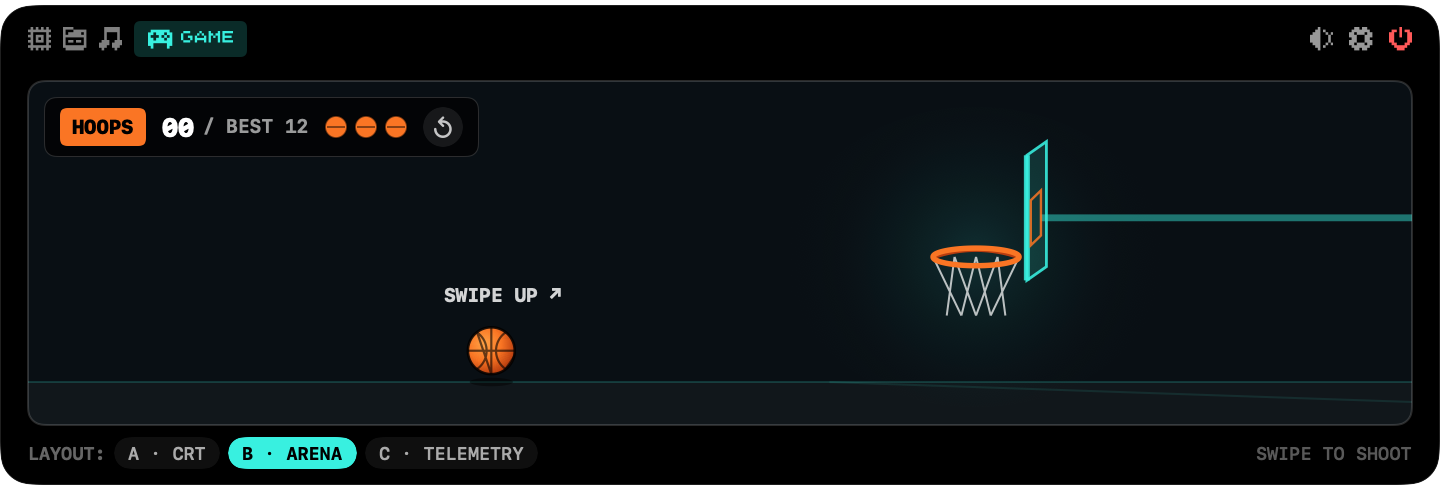 GAME
HOOPS 00 / BEST 12
SWIPE UP ↗
LAYOUT: A · CRT B · ARENA C · TELEMETRY SWIPE TO SHOOT